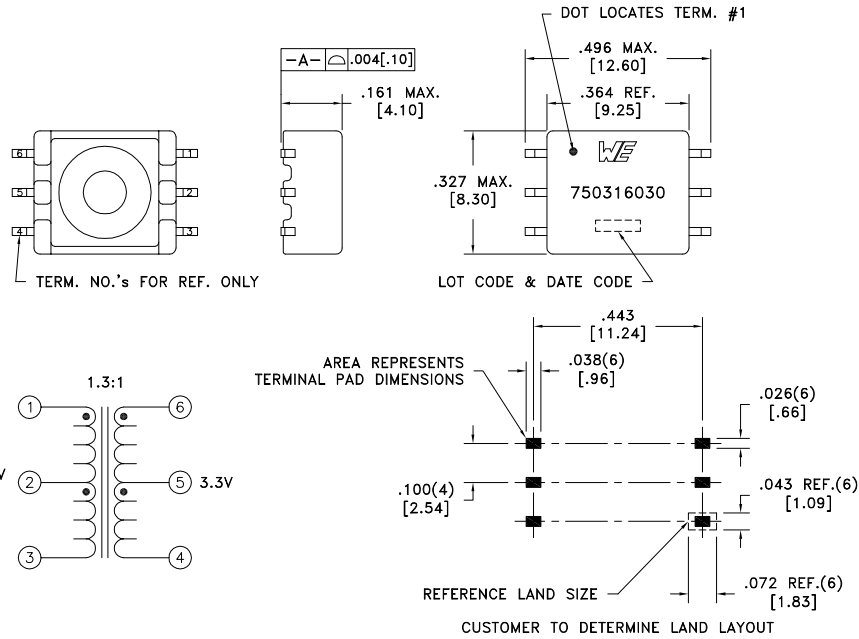 DOT LOCATES TERM. #1
-A- .004[.10]
.496 MAX.
[12.60]
.161 MAX.
[4.10]
.364 REF.
[9.25]
6
1
5
2
4
3
TERM. NO.'s FOR REF. ONLY
.327 MAX.
[8.30]
WE
750316030
LOT CODE & DATE CODE
.443
[11.24]
AREA REPRESENTS
TERMINAL PAD DIMENSIONS
.038(6)
[.96]
.026(6)
[.66]
.100(4)
[2.54]
.043 REF.(6)
[1.09]
REFERENCE LAND SIZE
.072 REF.(6)
[1.83]
CUSTOMER TO DETERMINE LAND LAYOUT
1.3:1
1
6
V
2
5
3.3V
3
4